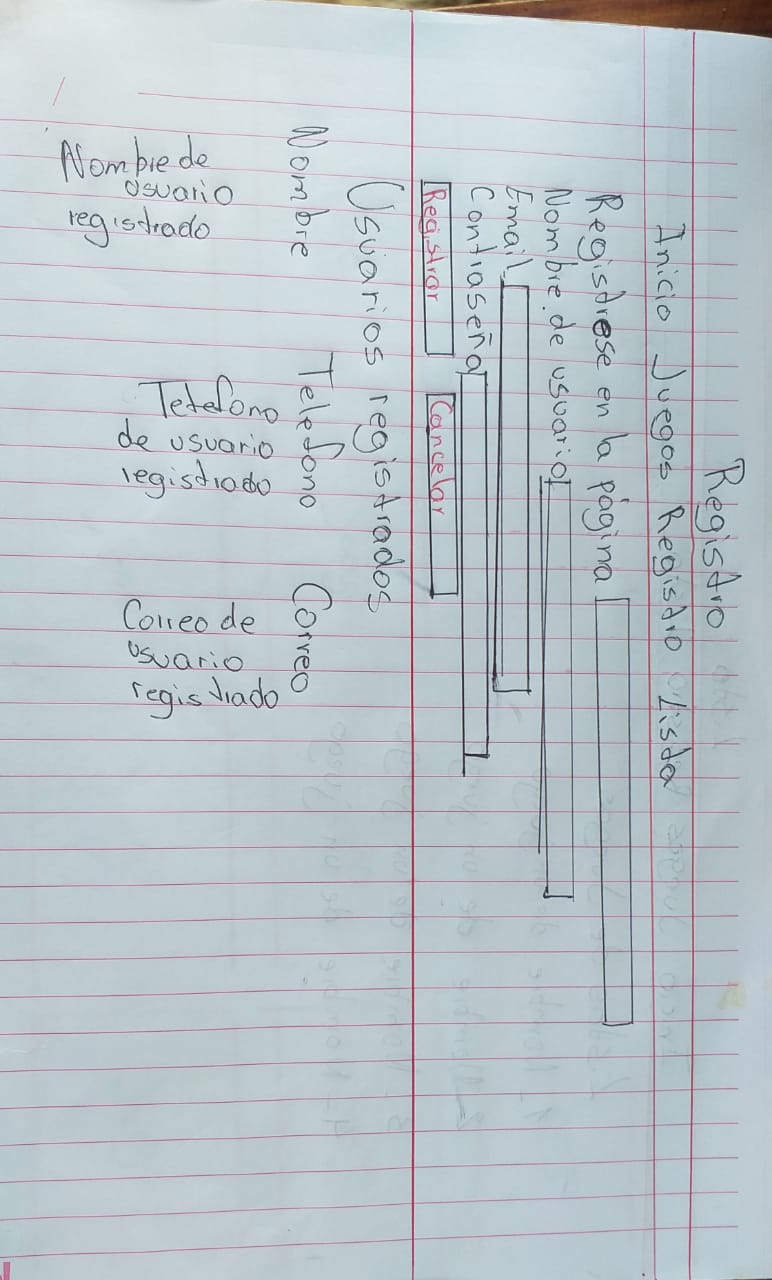 Registro
Inicio Juegos Registro Lista
Registrese en la página
Nombre de usuario
Email
Contraseña
Registrar Cancelar
Usuarios registrados
Nombre Telefono Correo
Nombre de
usuario
registrado
Telefono
de usuario
registrado
Correo de
usuario
registrado